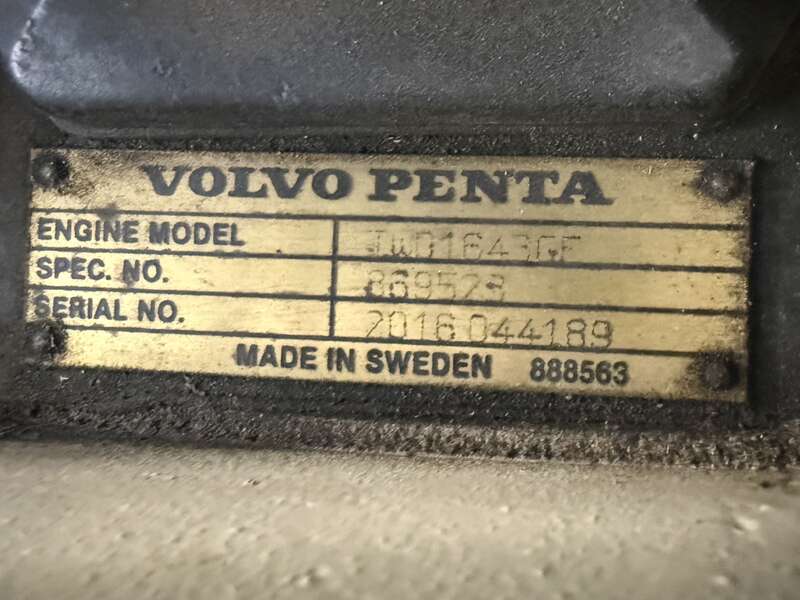 VOLVO PENTA
ENGINE MODEL TWD1643GE
SPEC. NO. 869528
SERIAL NO. 2016 044189
MADE IN SWEDEN 888563